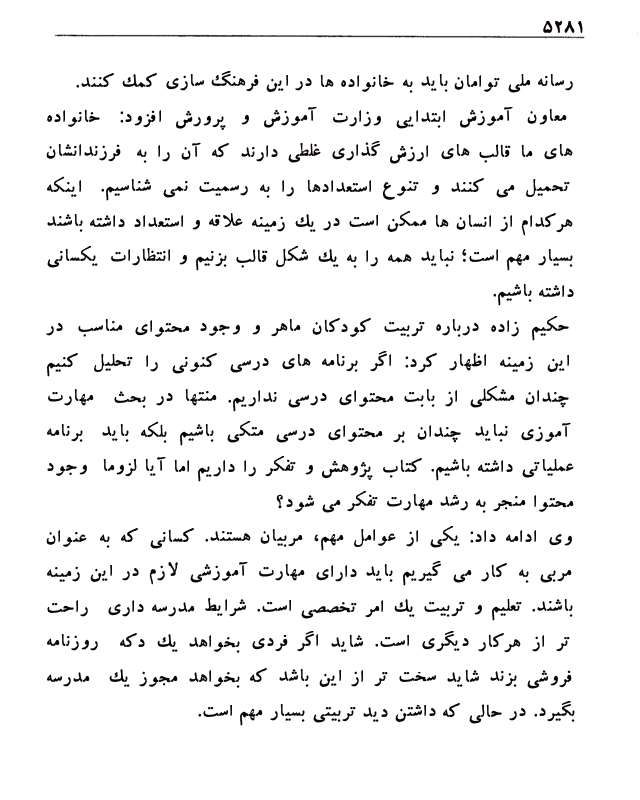 ۵۲۸۱
رسانه ملی توامان باید به خانواده ها در این فرهنگ سازی کمک کنند.
معاون آموزش ابتدایی وزارت آموزش و پرورش افزود: خانواده
های ما قالب های ارزش گذاری غلطی دارند که آن را به فرزندانشان
تحمیل می کنند و تنوع استعدادها را به رسمیت نمی شناسیم. اینکه
هرکدام از انسان ها ممکن است در یک زمینه علاقه و استعداد داشته باشند
بسیار مهم است؛ نباید همه را به یک شکل قالب بزنیم و انتظارات یکسانی
داشته باشیم.
حکیم زاده درباره تربیت کودکان ماهر و وجود محتوای مناسب در
این زمینه اظهار کرد: اگر برنامه های درسی کنونی را تحلیل کنیم
چندان مشکلی از بابت محتوای درسی نداریم. منتها در بحث مهارت
آموزی نباید چندان بر محتوای درسی متکی باشیم بلکه باید برنامه
عملیاتی داشته باشیم. کتاب پژوهش و تفکر را داریم اما آیا لزوما وجود
محتوا منجر به رشد مهارت تفکر می شود؟
وی ادامه داد: یکی از عوامل مهم، مربیان هستند. کسانی که به عنوان
مربی به کار می گیریم باید دارای مهارت آموزشی لازم در این زمینه
باشند. تعلیم و تربیت یک امر تخصصی است. شرایط مدرسه داری راحت
تر از هرکار دیگری است. شاید اگر فردی بخواهد یک دکه روزنامه
فروشی بزند شاید سخت تر از این باشد که بخواهد مجوز یک مدرسه
بگیرد. در حالی که داشتن دید تربیتی بسیار مهم است.